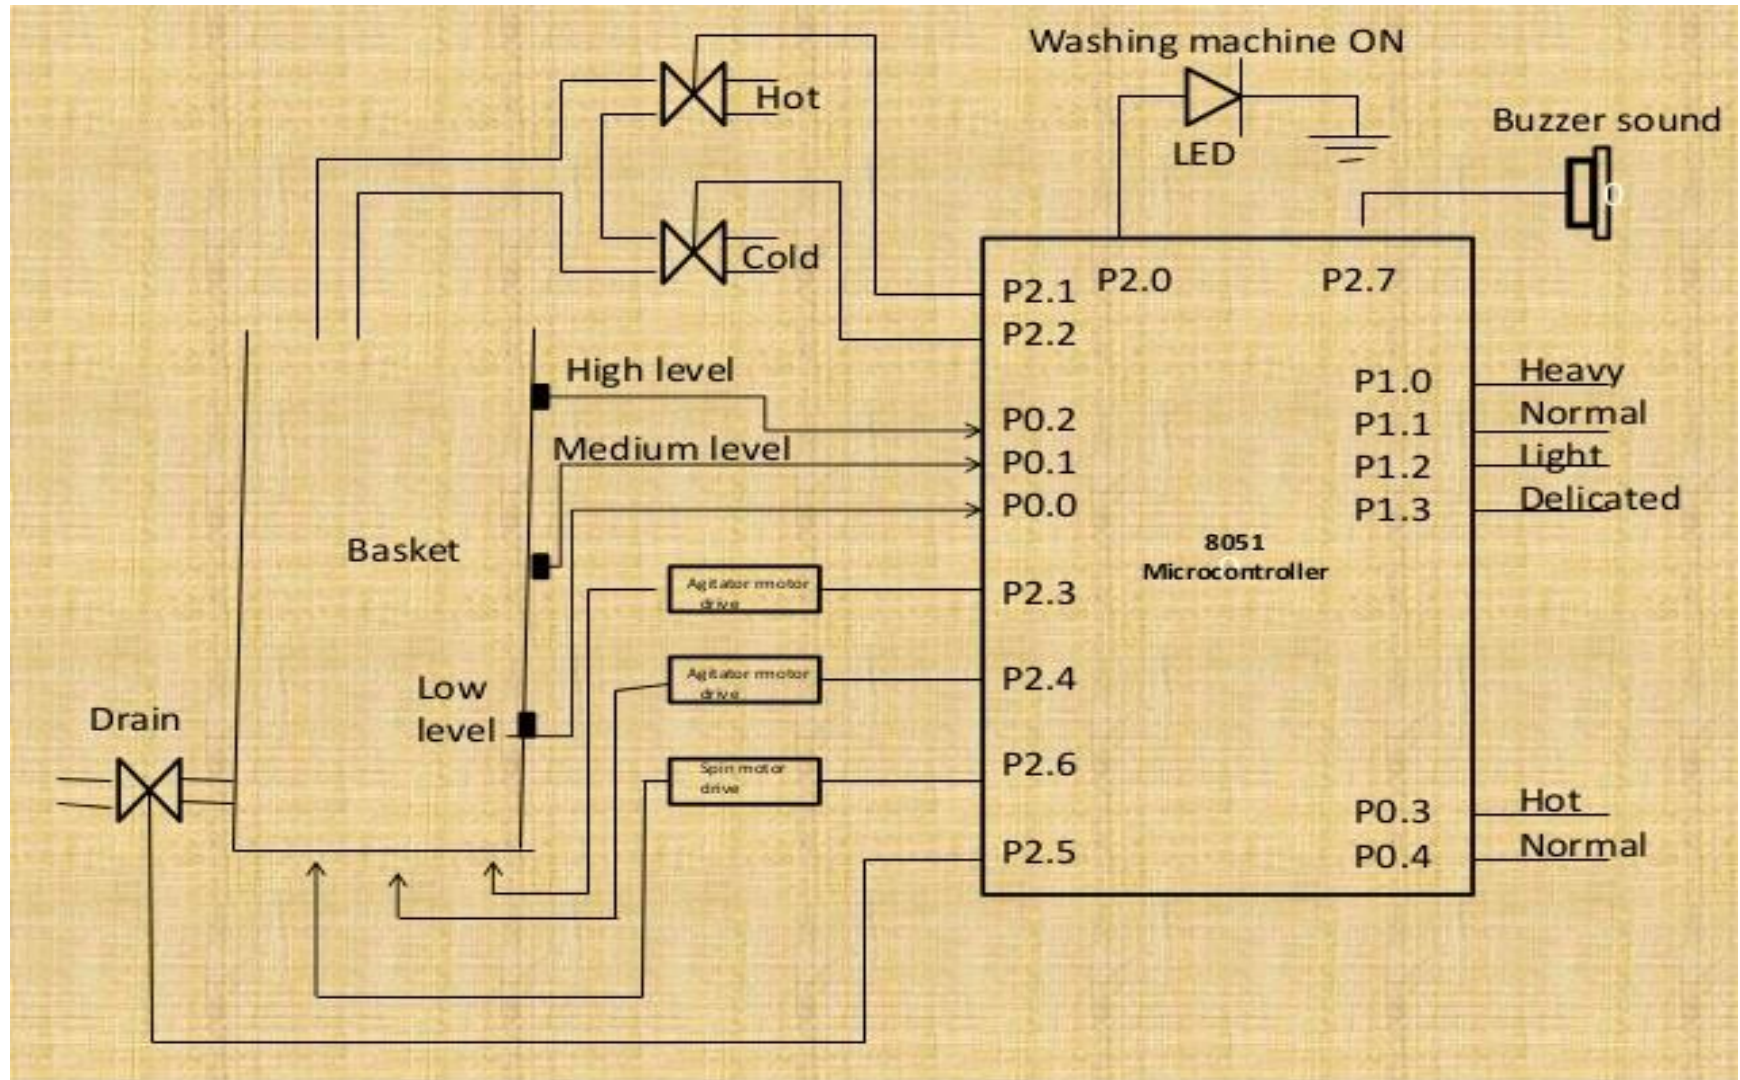 Washing machine ON
Hot
Buzzer sound
LED
0
Cold
P2.1
P2.0
P2.7
P2.2
High level
P1.0
Heavy
P0.2
P1.1
Normal
Medium level
P0.1
P1.2
Light
P0.0
P1.3
Delicated
Basket
8051
Microcontroller
Agitator rmotor
drive
P2.3
Agitator rmotor
drive
P2.4
Low
level
Drain
Spin motor
drive
P2.6
P0.3
Hot
P2.5
P0.4
Normal